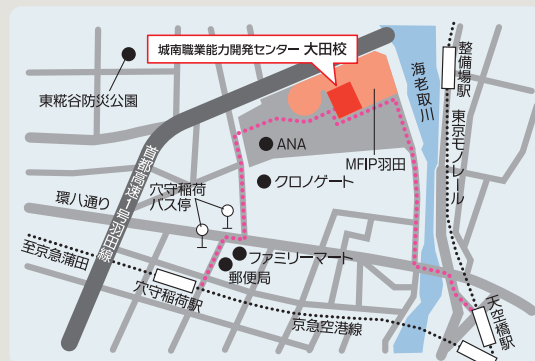 城南職業能力開発センター 大田校
東糀谷防災公園
首都高速1号羽田線
海老取川
整備場駅
東京モノレール
ANA
MFIP羽田
クロノゲート
穴守稲荷
バス停
環八通り
ファミリーマート
郵便局
至京急蒲田
穴守稲荷駅
京急空港線
天空橋駅